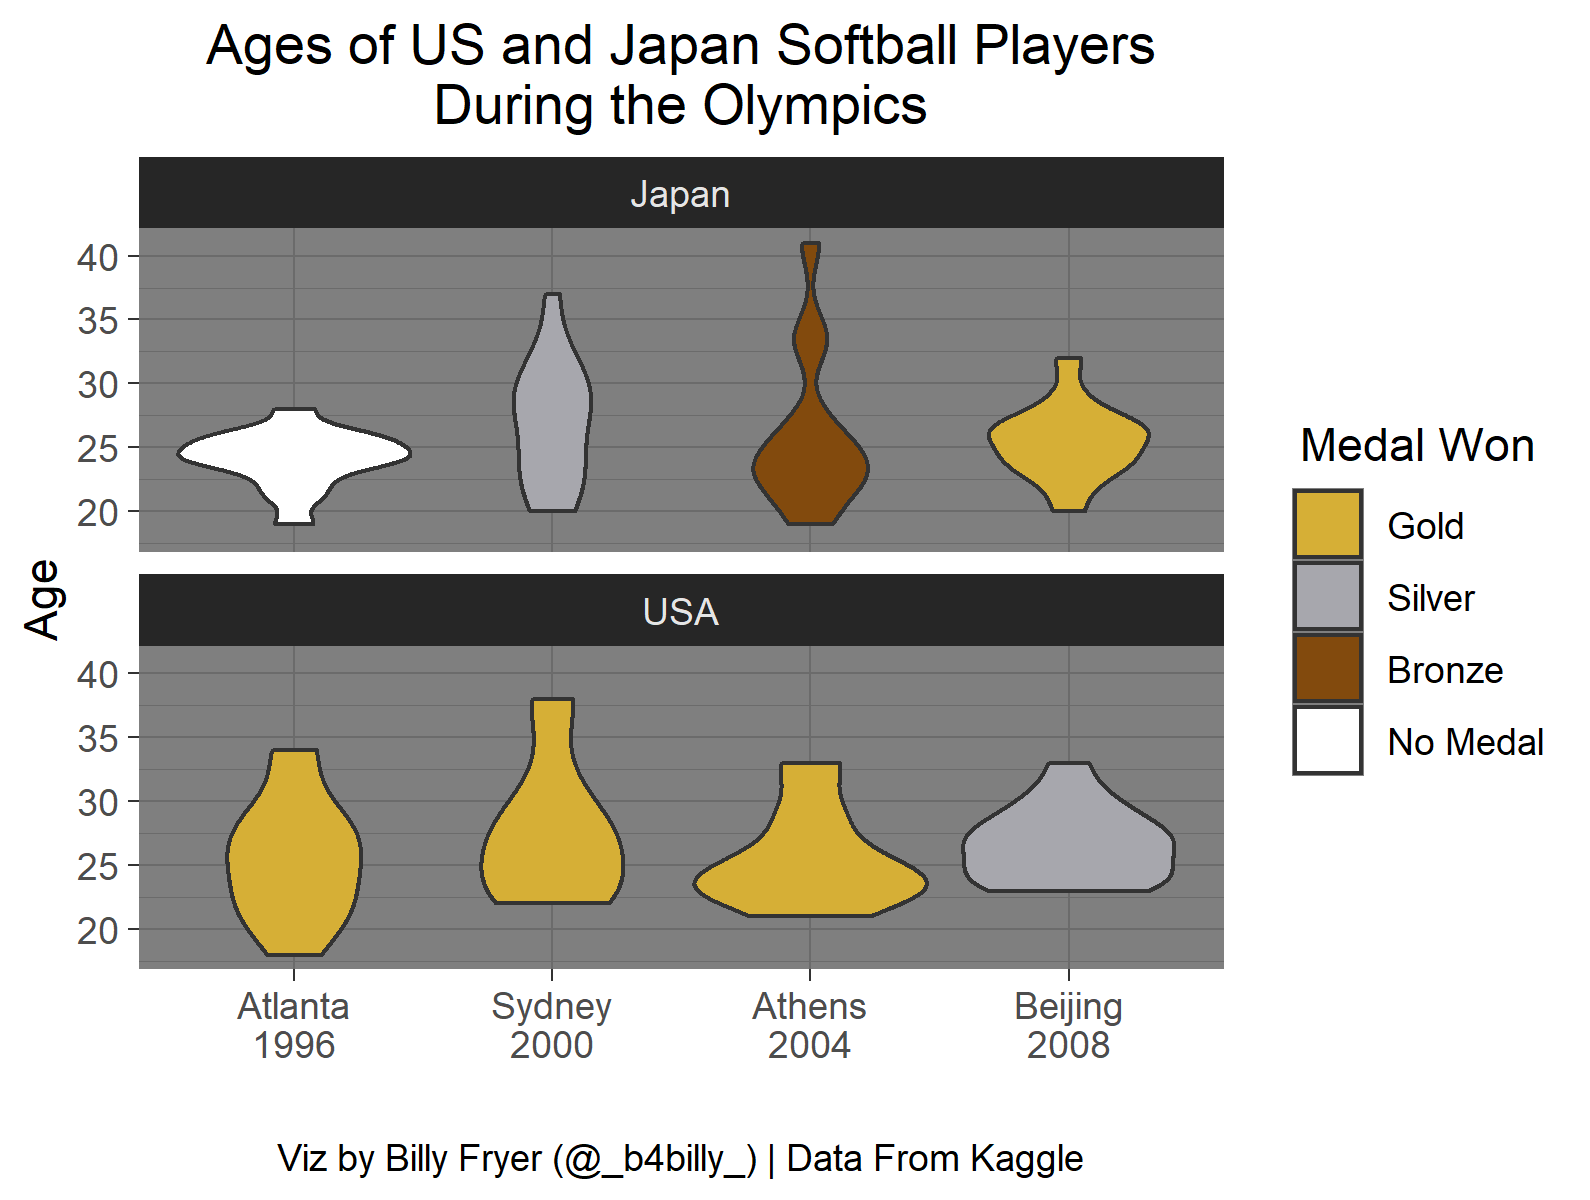 Ages of US and Japan Softball Players
During the Olympics
Japan
40
35
30
25
20
Age
USA
40
35
30
25
20
Atlanta
1996
Sydney
2000
Athens
2004
Beijing
2008
Medal Won
Gold
Silver
Bronze
No Medal
Viz by Billy Fryer (@_b4billy_) | Data From Kaggle